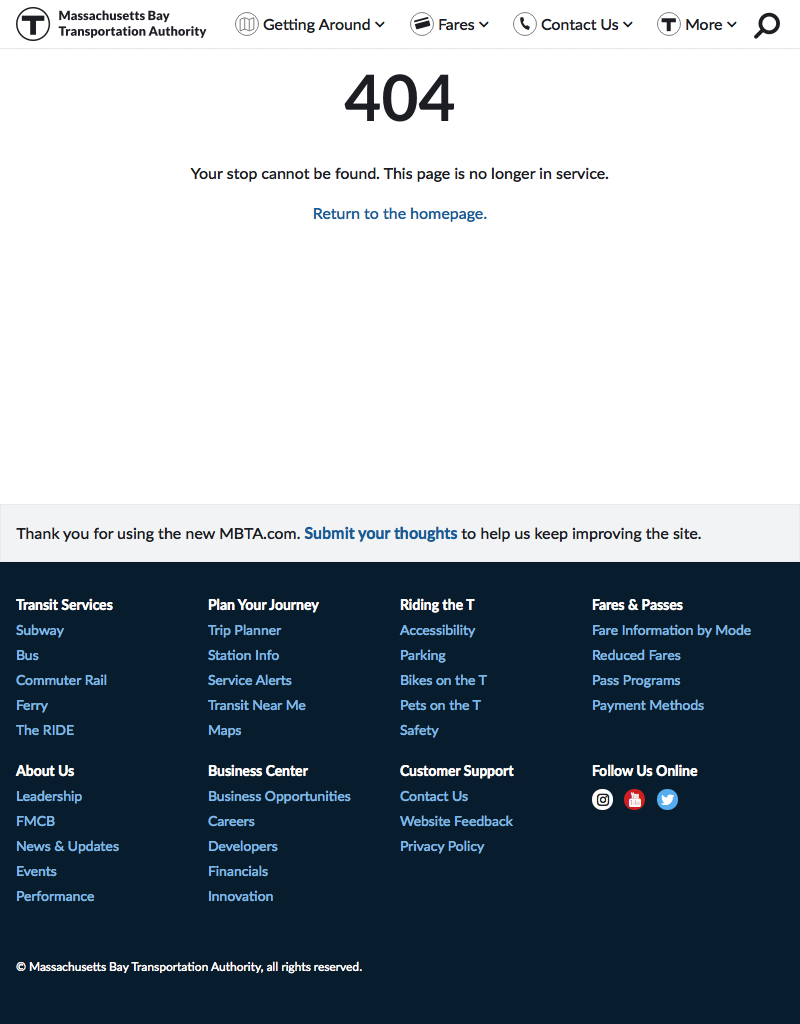 Massachusetts Bay
Transportation Authority
Getting Around
Fares
Contact Us
T More
404
Your stop cannot be found. This page is no longer in service.
Return to the homepage.
Thank you for using the new MBTA.com. Submit your thoughts to help us keep improving the site.
Transit Services
Subway
Bus
Commuter Rail
Ferry
The RIDE
Plan Your Journey
Trip Planner
Station Info
Service Alerts
Transit Near Me
Maps
Riding the T
Accessibility
Parking
Bikes on the T
Pets on the T
Safety
Fares & Passes
Fare Information by Mode
Reduced Fares
Pass Programs
Payment Methods
About Us
Leadership
FMCB
News & Updates
Events
Performance
Business Center
Business Opportunities
Careers
Developers
Financials
Innovation
Customer Support
Contact Us
Website Feedback
Privacy Policy
Follow Us Online
© Massachusetts Bay Transportation Authority, all rights reserved.